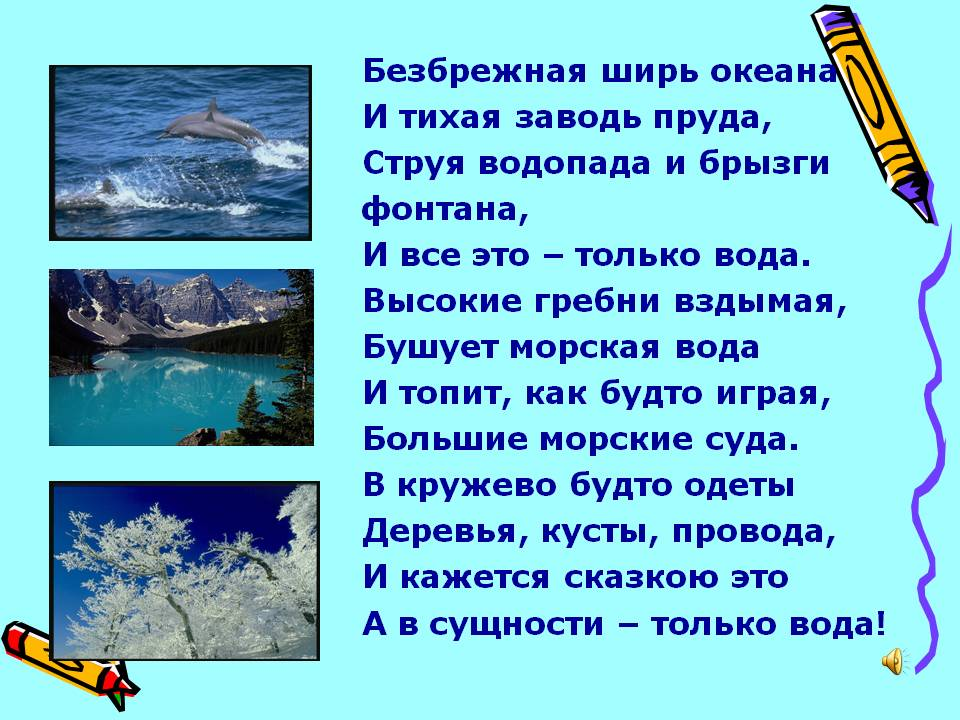 Безбрежная ширь океана
И тихая заводь пруда,
Струя водопада и брызги
фонтана,
И все это – только вода.
Высокие гребни вздымая,
Бушует морская вода
И топит, как будто играя,
Большие морские суда.
В кружево будто одеты
Деревья, кусты, провода,
И кажется сказкою это
А в сущности – только вода!